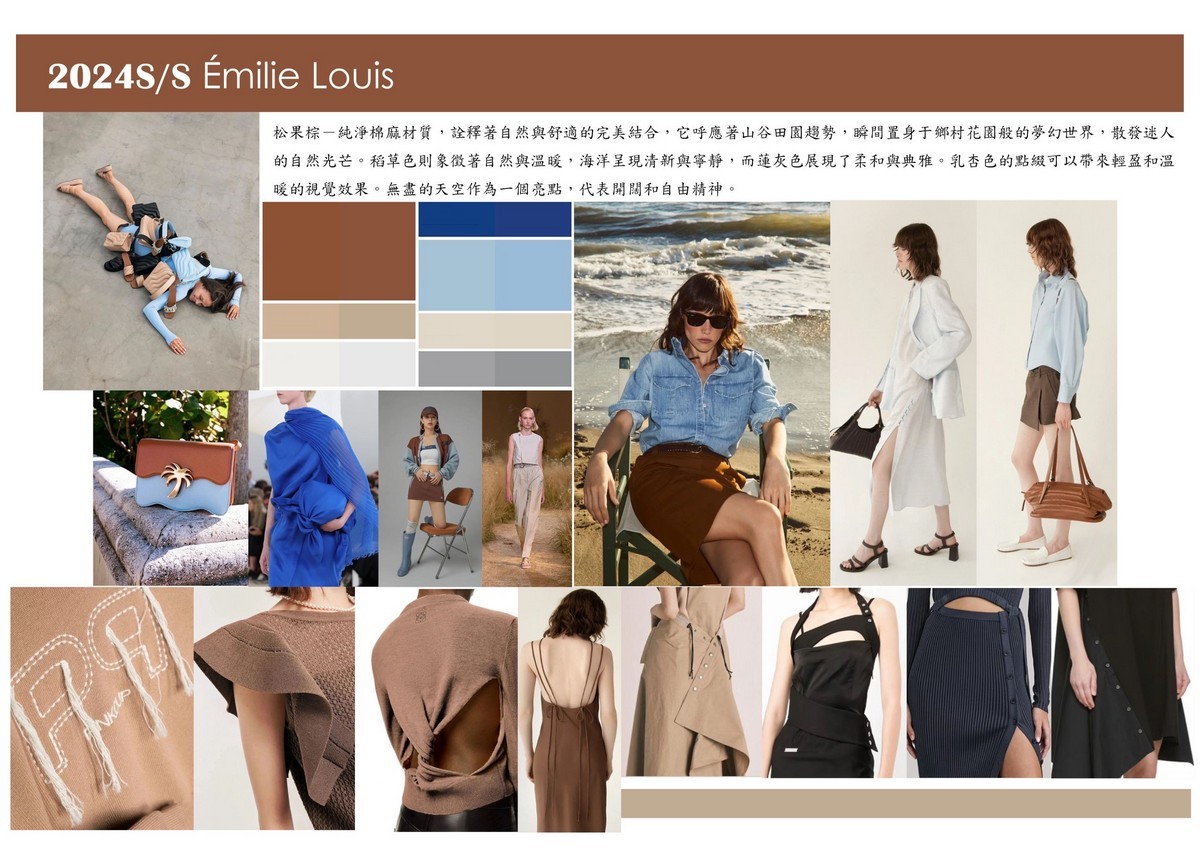 2024S/S Émilie Louis
松果棕－純淨棉麻材質，詮釋著自然與舒適的完美結合，它呼應著山谷田園趨勢，瞬間置身于鄉村花園般的夢幻世界，散發迷人
的自然光芒。稻草色則象徵著自然與溫暖，海洋呈現清新與寧靜，而蓮灰色展現了柔和與典雅。乳杏色的點綴可以帶來輕盈和溫
暖的視覺效果。無盡的天空作為一個亮點，代表開闊和自由精神。